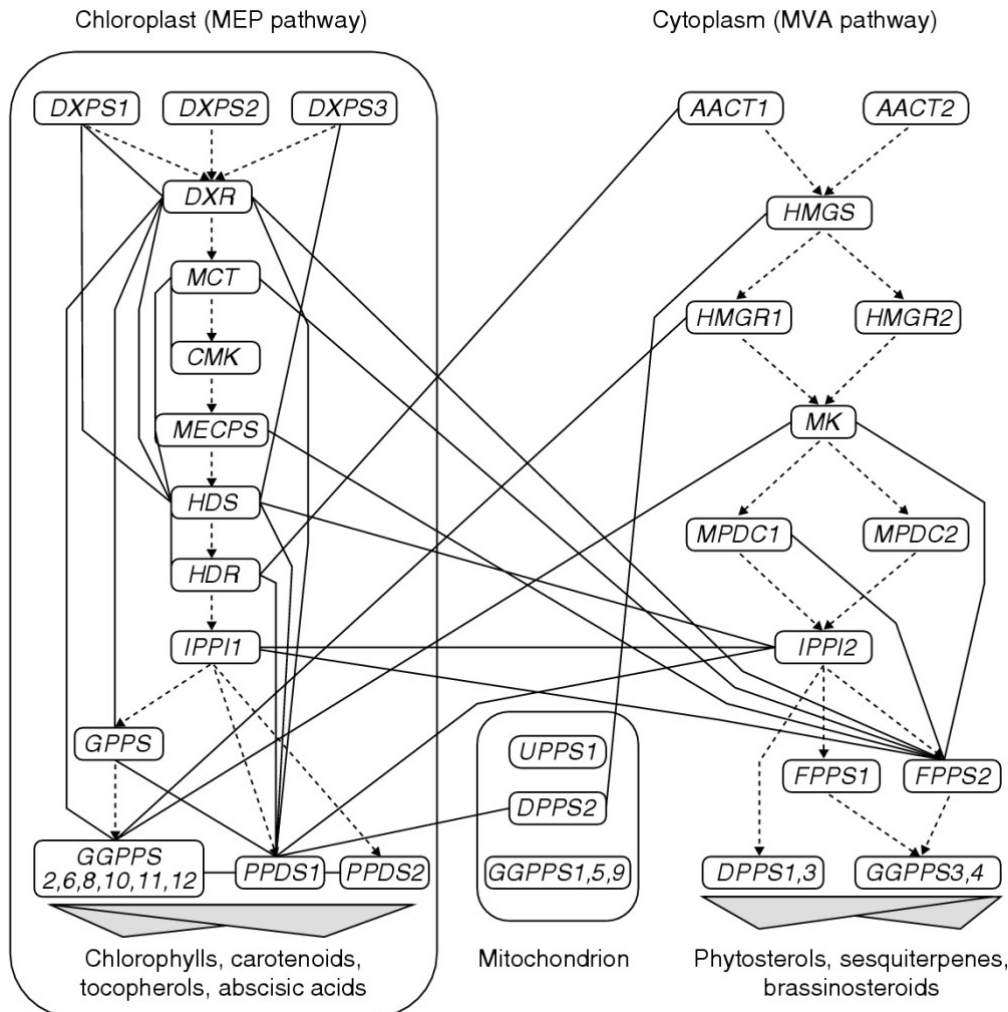 Chloroplast (MEP pathway)
Cytoplasm (MVA pathway)
DXPS1
DXPS2
DXPS3
AACT1
AACT2
DXR
HMGS
MCT
HMGR1
HMGR2
CMK
MECPS
MK
HDS
MPDC1
MPDC2
HDR
IPPI1
IPPI2
GPPS
UPPS1
FPPS1
FPPS2
DPPS2
GGPPS
2,6,8,10,11,12
PPDS1
PPDS2
GGPPS1,5,9
DPPS1,3
GGPPS3,4
Chlorophylls, carotenoids,
tocopherols, abscisic acids
Mitochondrion
Phytosterols, sesquiterpenes,
brassinosteroids